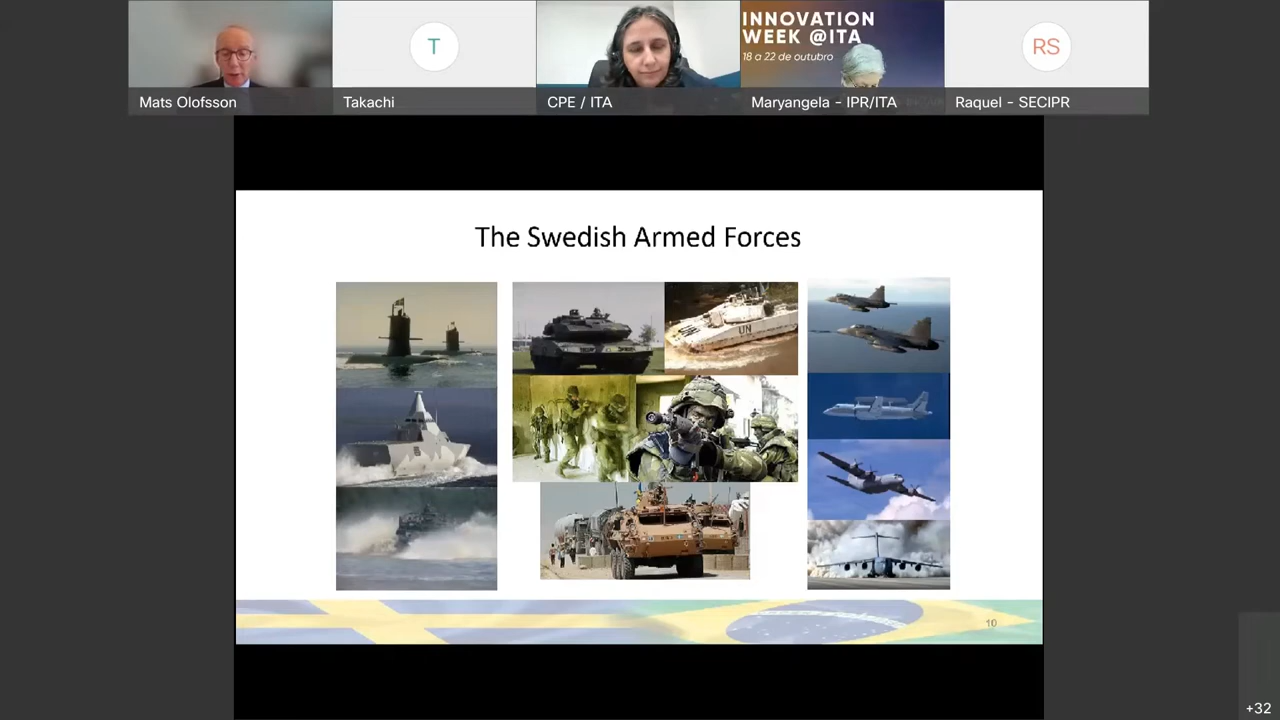 INNOVATION
WEEK @ITA
18 a 22 de outubro
T
RS
Mats Olofsson
Takachi
CPE / ITA
Maryangela - IPR/ITA
Raquel - SECIPR
The Swedish Armed Forces
UN
10
+32